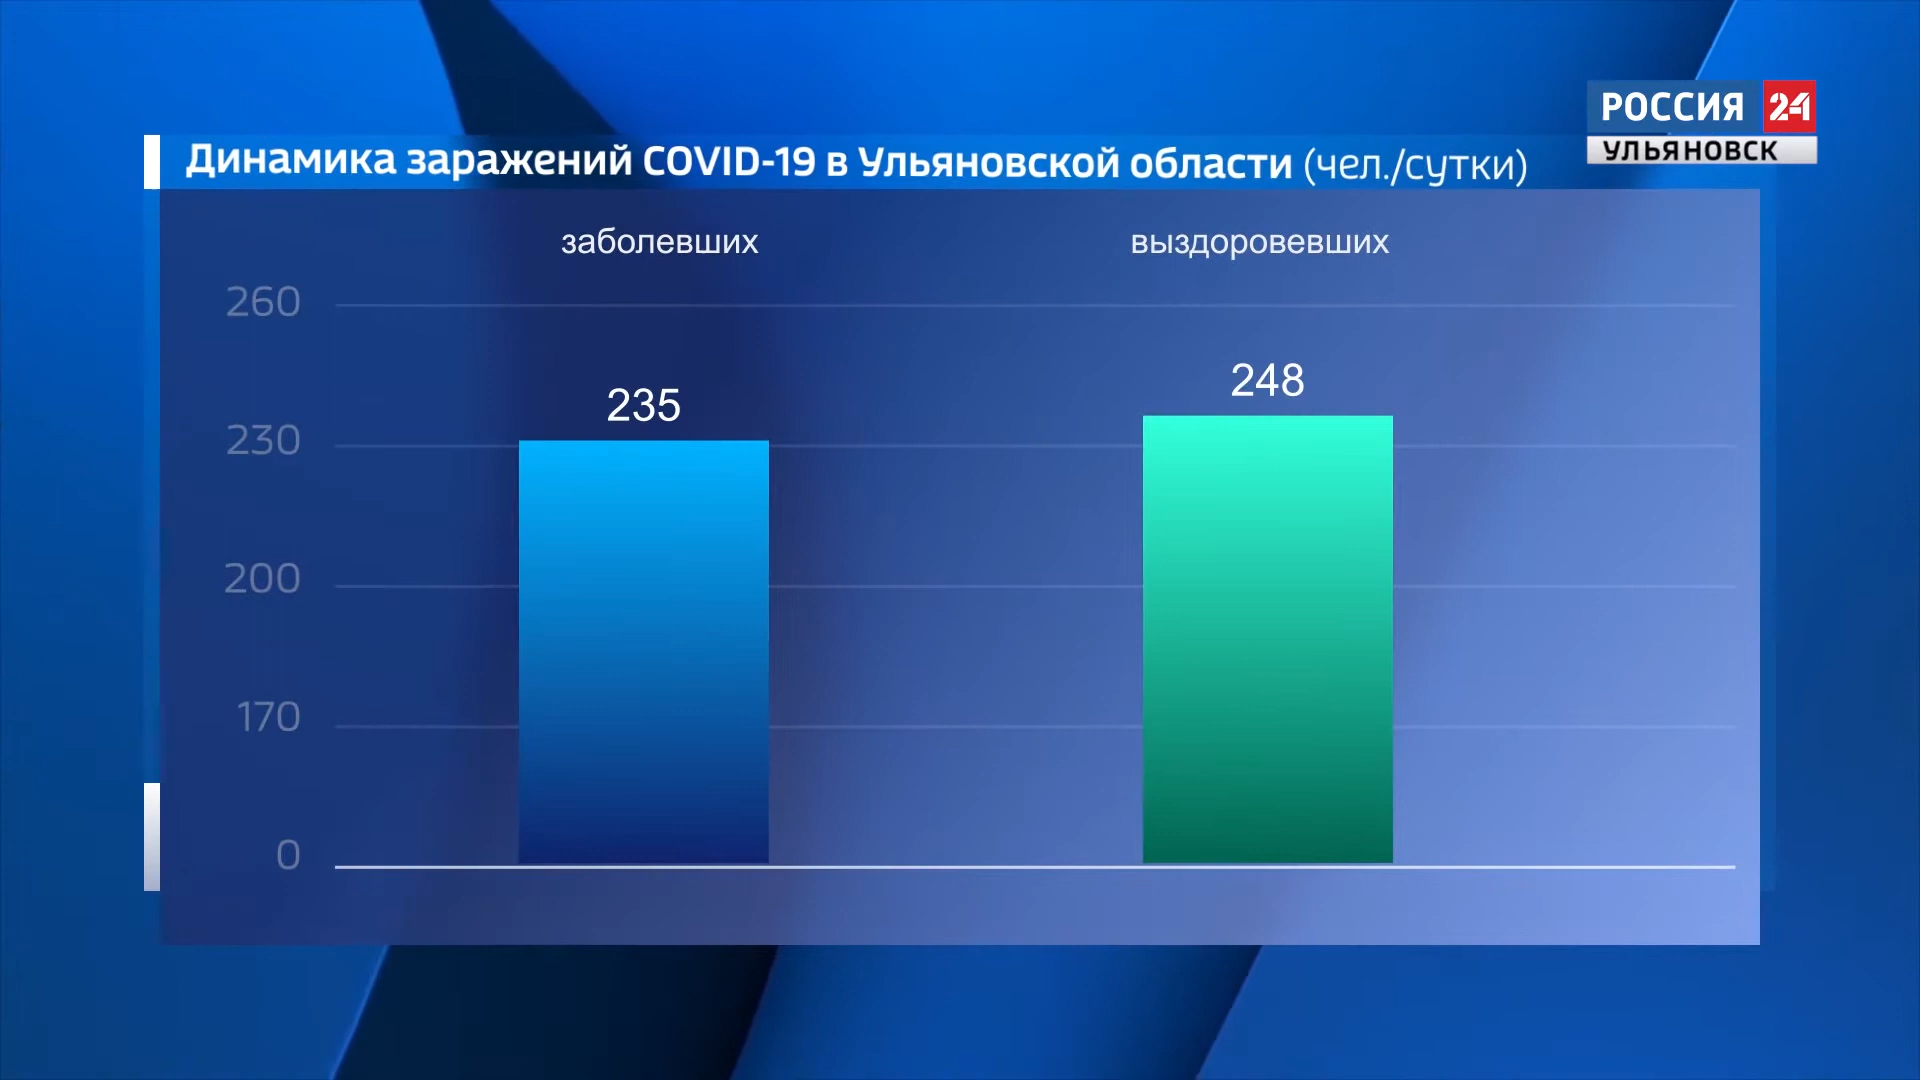 РОССИЯ 24
УЛЬЯНОВСК
Динамика заражений COVID-19 в Ульяновской области (чел./сутки)
заболевших выздоровевших
260
248
235
230
200
170
0